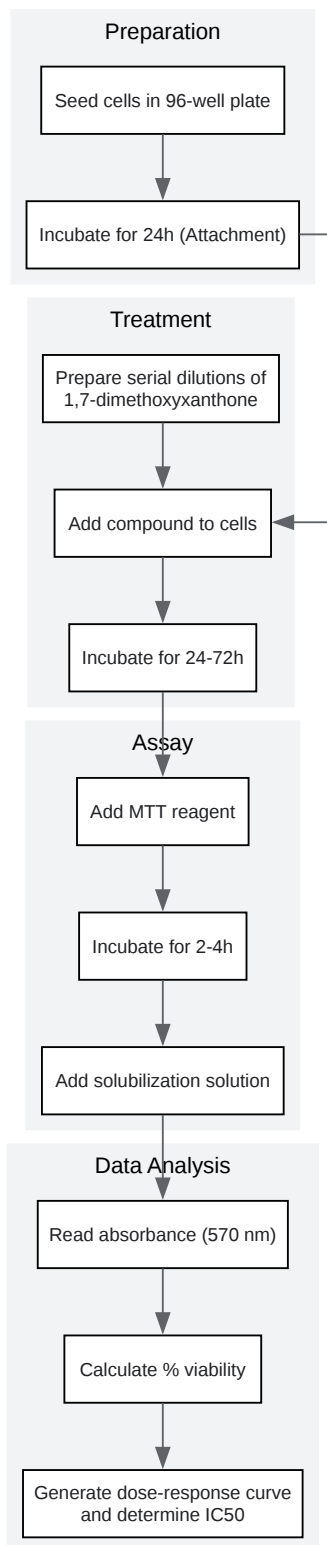 Preparation
Seed cells in 96-well plate
Incubate for 24h (Attachment)
Treatment
Prepare serial dilutions of
1,7-dimethoxyxanthone
Add compound to cells
Incubate for 24-72h
Assay
Add MTT reagent
Incubate for 2-4h
Add solubilization solution
Data Analysis
Read absorbance (570 nm)
Calculate % viability
Generate dose-response curve
and determine IC50